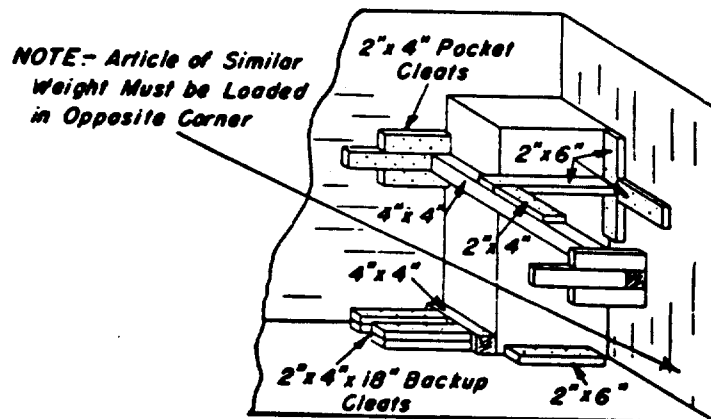 2"x 4" Pocket
Cleats
NOTE:- Article of Similar
Weight Must be Loaded
in Opposite Corner
2"x 6"
4"x 4"
2"x 4"
4"x 4"
2"x 4"x 18" Backup
Cleats
2"x 6"